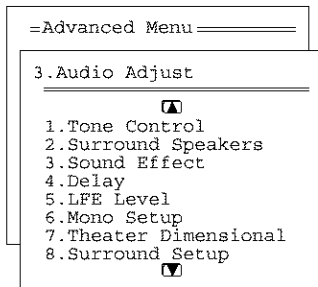 Advanced Menu
3.Audio Adjust
1.Tone Control
2.Surround Speakers
3.Sound Effect
4.Delay
5.LFE Level
6.Mono Setup
7.Theater Dimensional
8.Surround Setup